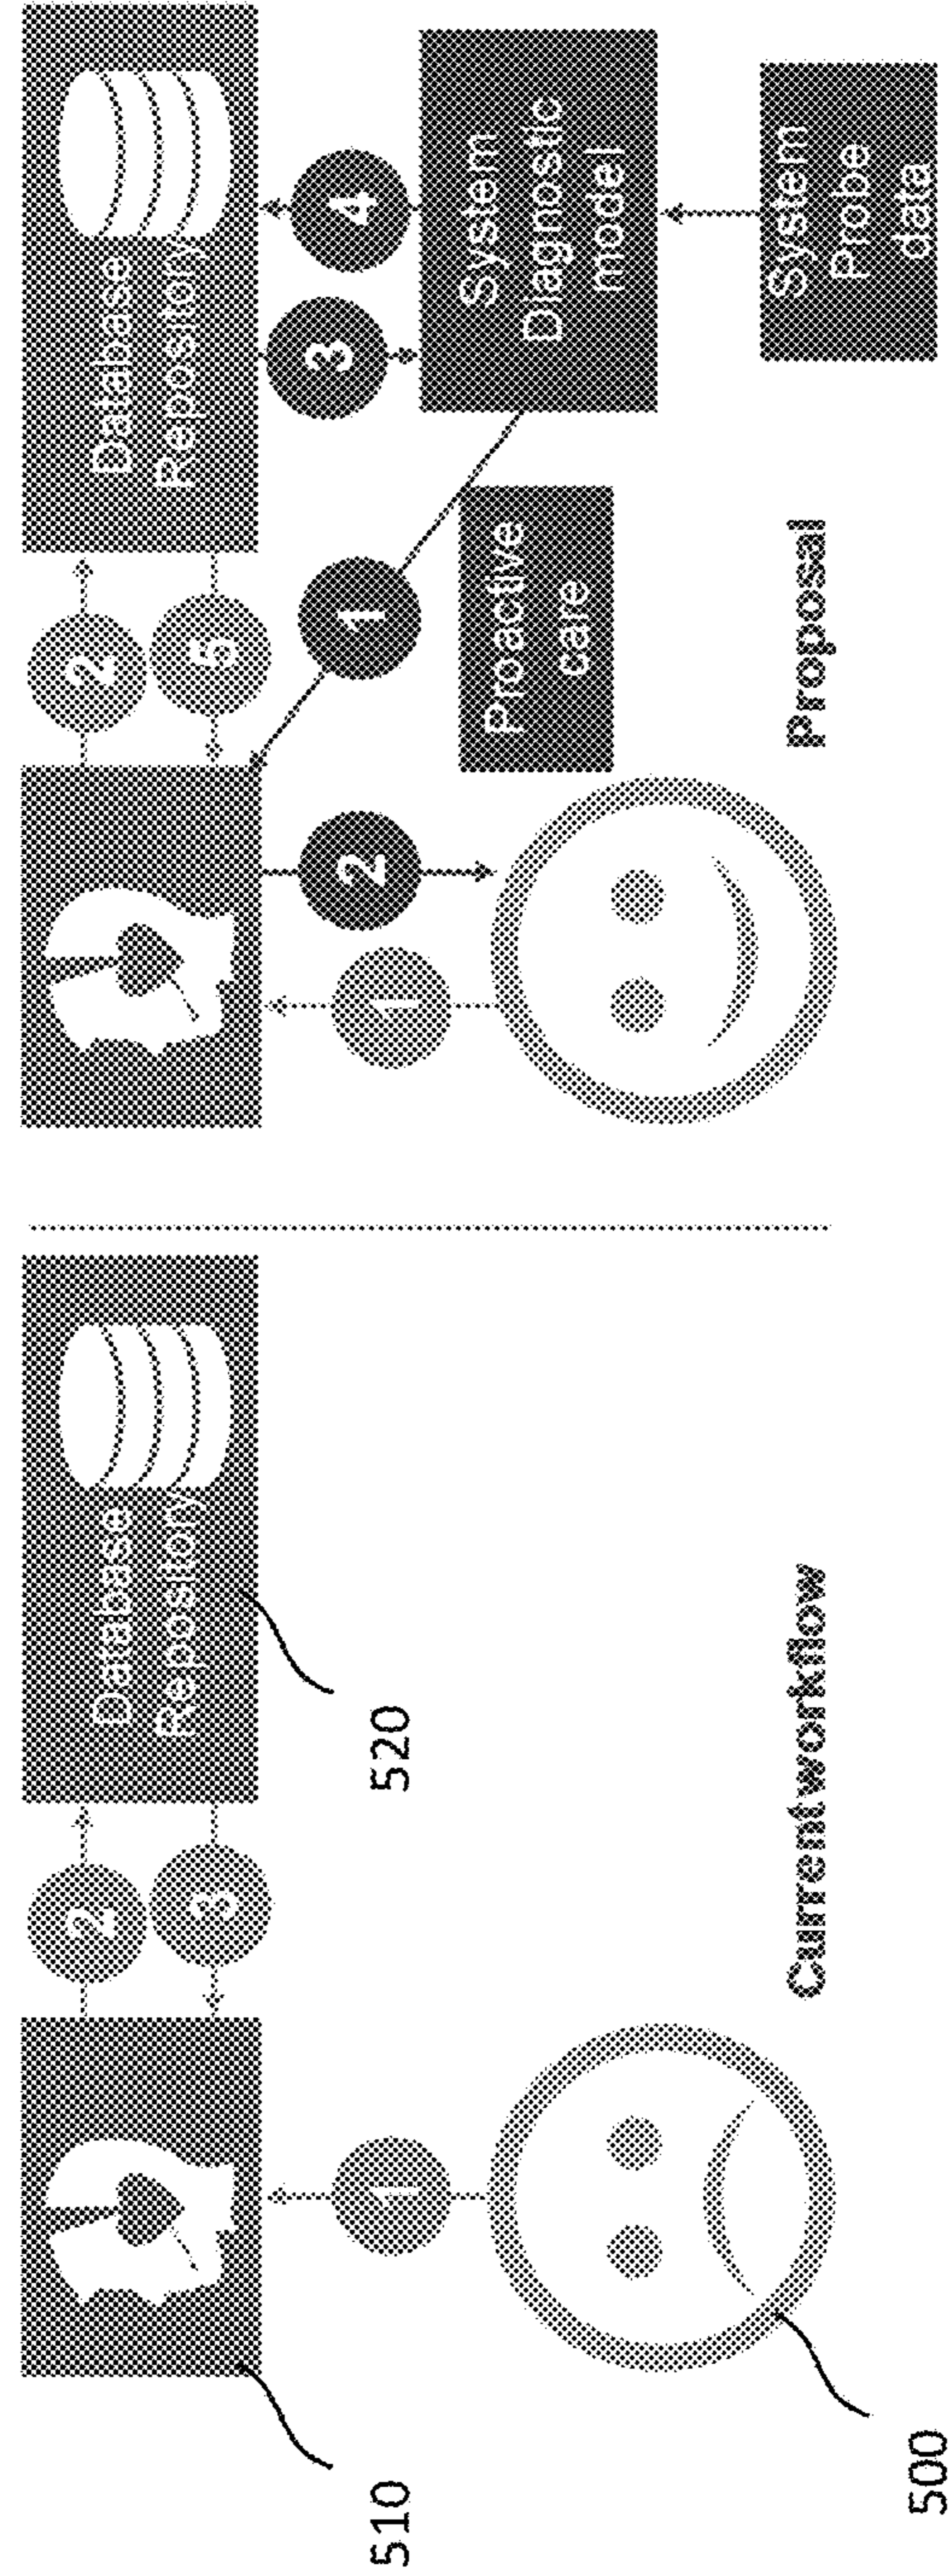 2
Database
Repository
3
1
520
510
500
Current workflow
2
Database
Repository
5
1
2
1
3
4
System
Diagnostic
model
Proactive
care
System
Probe
data
Proposal